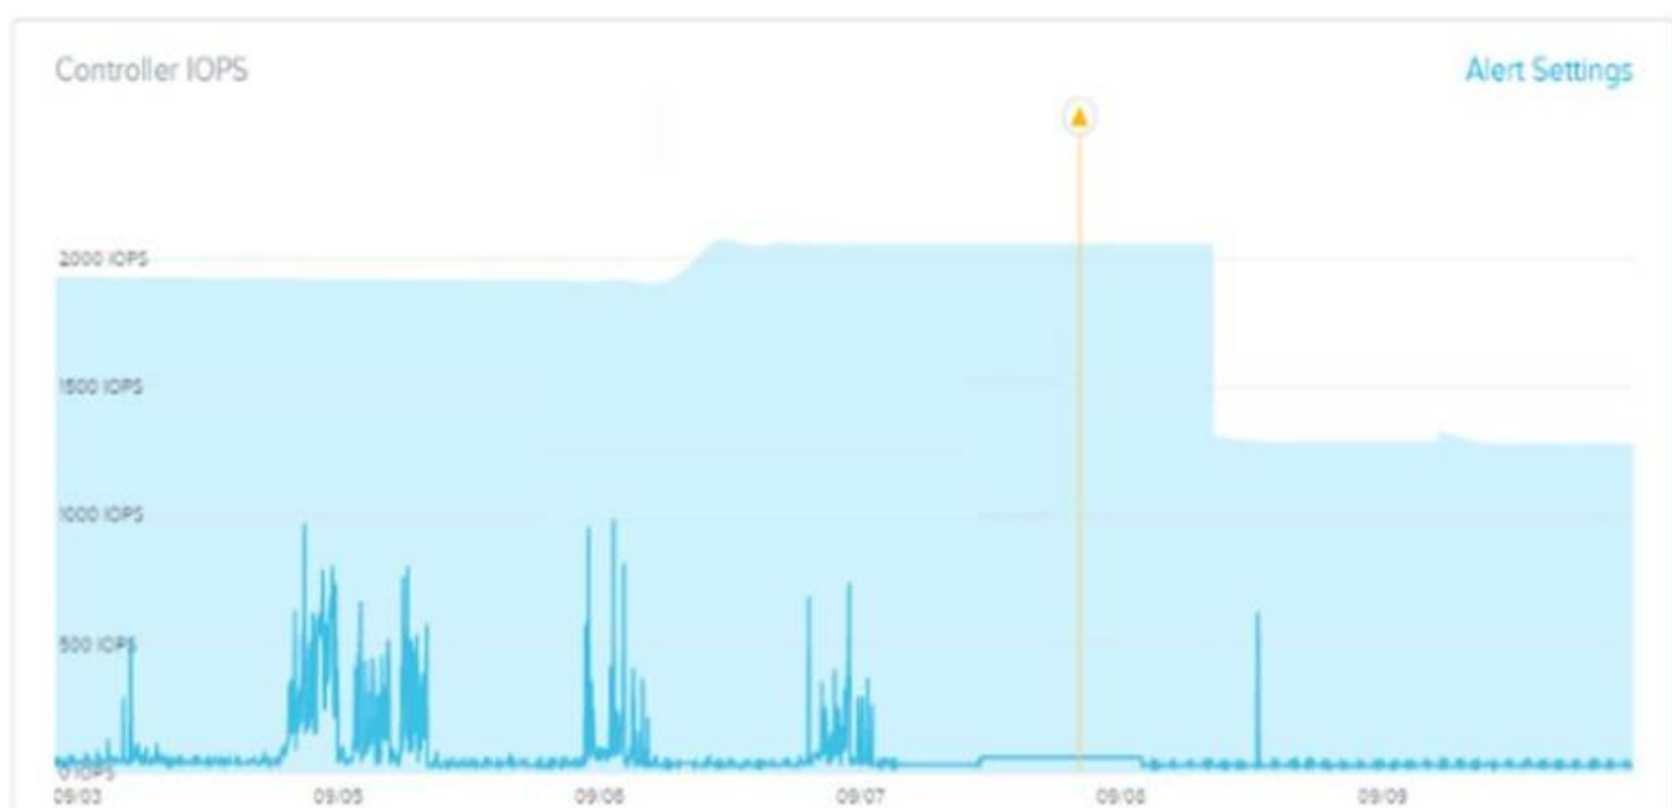 Controller IOPS
Alert Settings
2000 IOPS
1500 IOPS
1000 IOPS
500 IOPS
0 IOPS
09/03 09/05 09/06 09/07 09/08 09/09